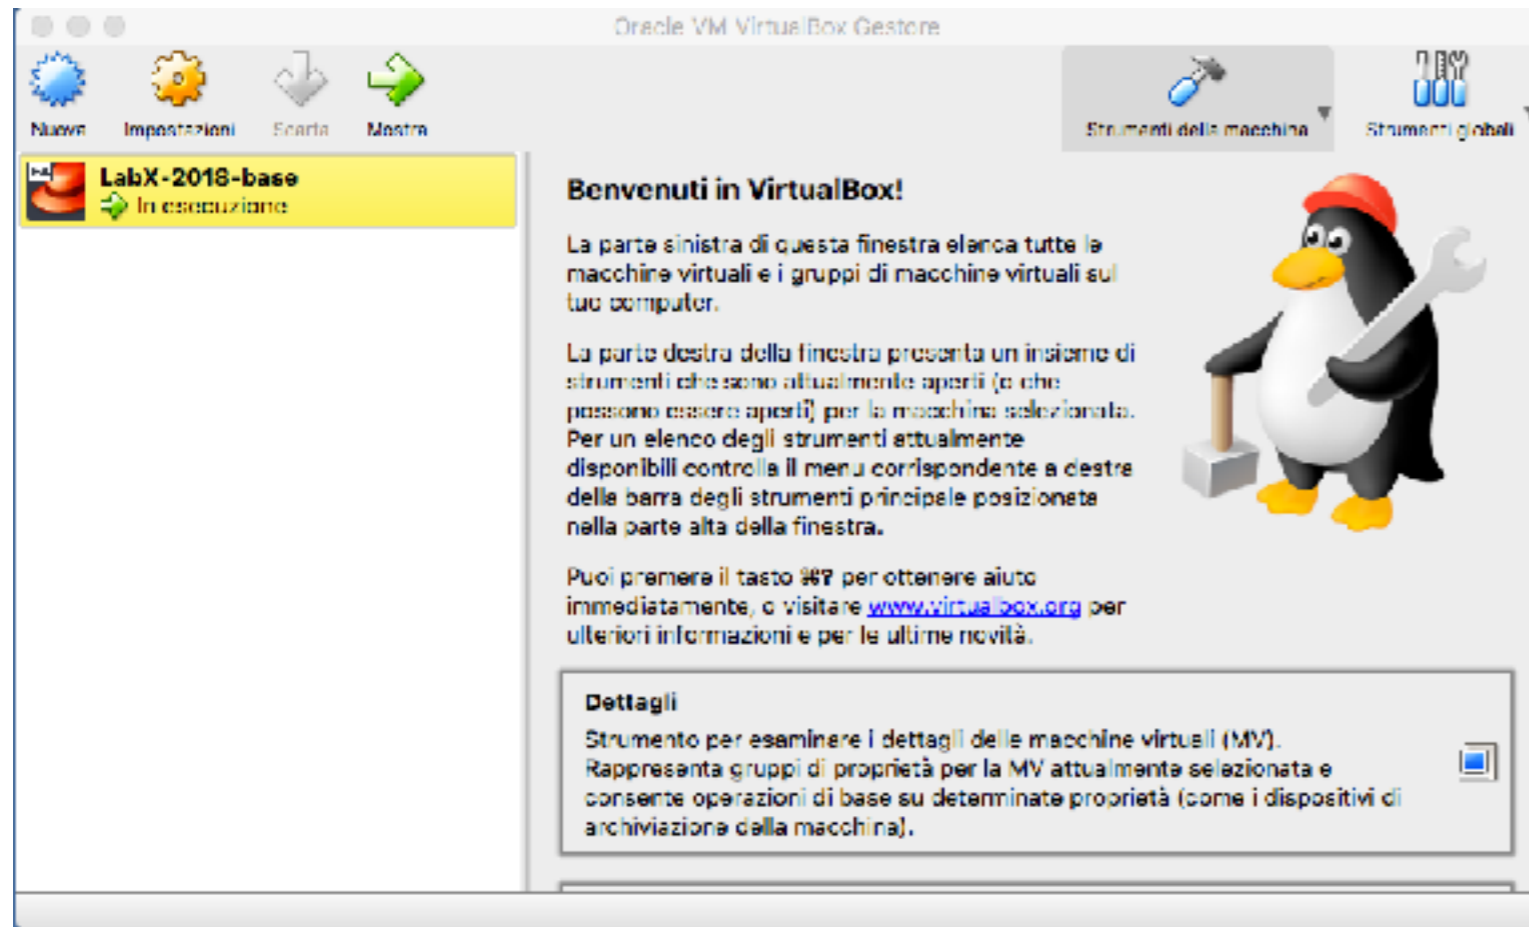 Oracle VM VirtualBox Gestore
Nuova
Impostazioni
Scarta
Mostra
Strumenti della macchina
Strumenti globali
LabX-2018-base
In esecuzione
Benvenuti in VirtualBox!
La parte sinistra di questa finestra elenca tutte le
macchine virtuali e i gruppi di macchine virtuali sul
tuo computer.
La parte destra della finestra presenta un insieme di
strumenti che sono attualmente aperti (o che
possono essere aperti) per la macchina selezionata.
Per un elenco degli strumenti attualmente
disponibili controlla il menu corrispondente a destra
della barra degli strumenti principale posizionata
nella parte alta della finestra.
Puoi premere il tasto ⌘? per ottenere aiuto
immediatamente, o visitare www.virtualbox.org per
ulteriori informazioni e per le ultime novità.
Dettagli
Strumento per esaminare i dettagli delle macchine virtuali (MV).
Rappresenta gruppi di proprietà per la MV attualmente selezionata e
consente operazioni di base su determinate proprietà (come i dispositivi di
archiviazione della macchina).